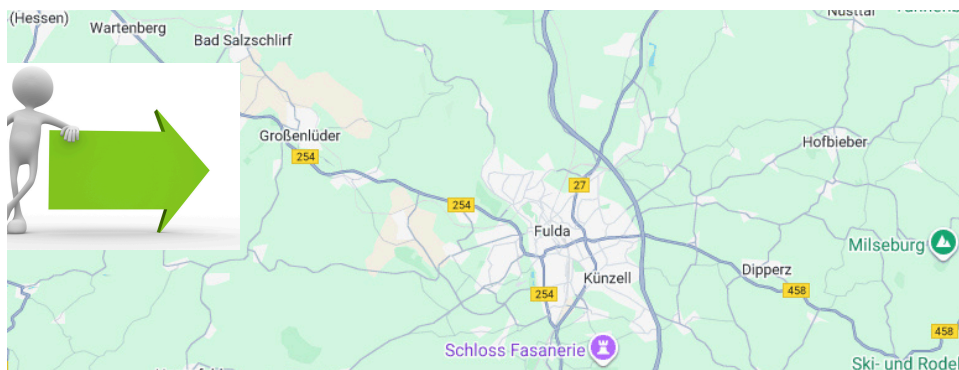 (Hessen)
Wartenberg
Bad Salzschlirf
Nüsttal
Großenlüder
254
Hofbieber
27
254
Fulda
Milseburg
Künzell
Dipperz
254
458
458
Schloss Fasanerie
Ski- und Rodel